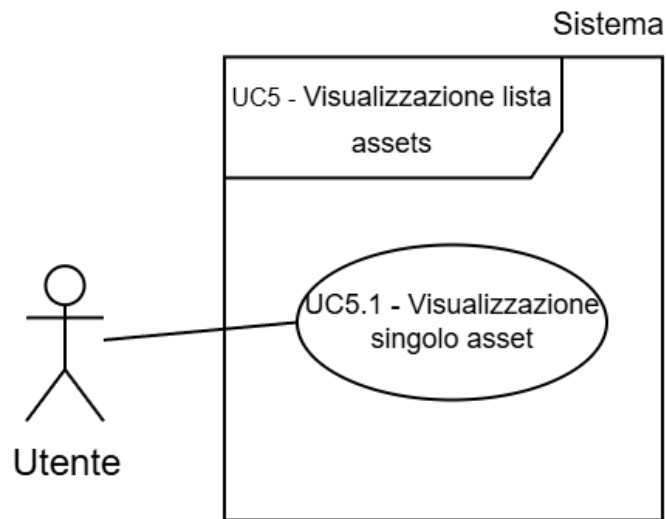 Sistema
UC5 - Visualizzazione lista
assets
UC5.1 - Visualizzazione
singolo asset
Utente